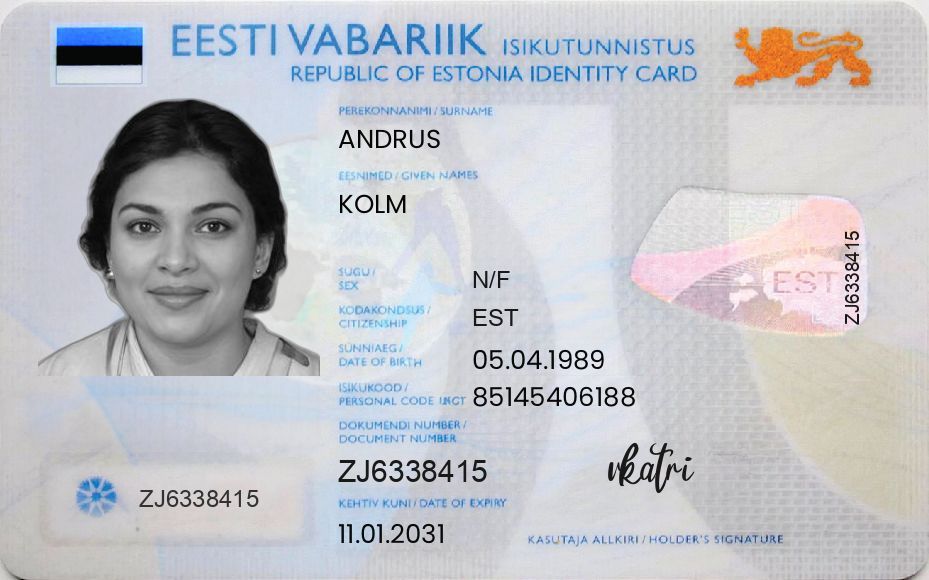 EESTI VABARIIK ISIKUTUNNISTUS
REPUBLIC OF ESTONIA IDENTITY CARD
PEREKONNANIMI / SURNAME
ANDRUS
EESNIMED / GIVEN NAMES
KOLM
SUGU /
SEX
N/F
KODAKONDSUS /
CITIZENSHIP
EST
SÜNNIAEG /
DATE OF BIRTH
05.04.1989
ISIKUKOOD /
PERSONAL CODE
85145406188
DOKUMENDI NUMBER /
DOCUMENT NUMBER
ZJ6338415
KEHTIV KUNI / DATE OF EXPIRY
11.01.2031
ZJ6338415
EST
ZJ6338415
vkatri
KASUTAJA ALLKIRI / HOLDER'S SIGNATURE